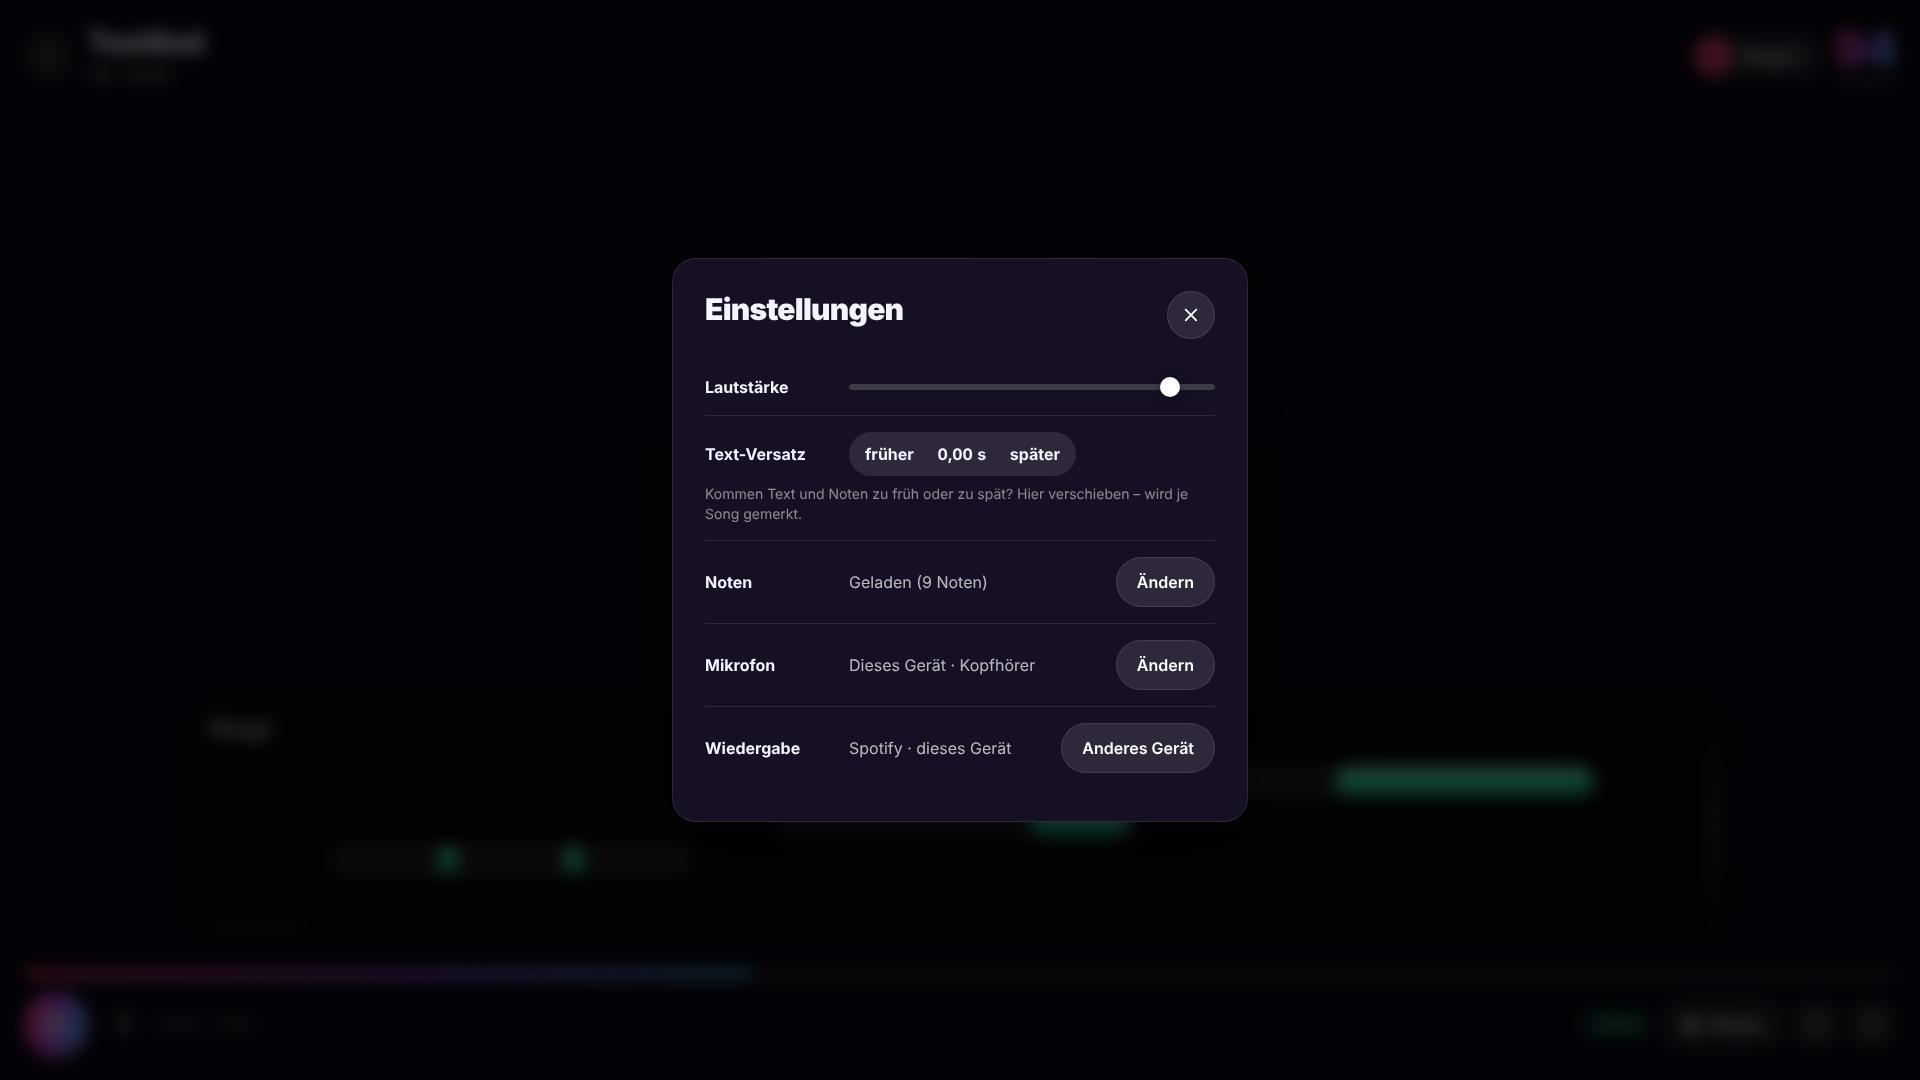 Einstellungen
Lautstärke
Text-Versatz früher 0,00 s später
Kommen Text und Noten zu früh oder zu spät? Hier verschieben – wird je
Song gemerkt.
Noten Geladen (9 Noten) Ändern
Mikrofon Dieses Gerät · Kopfhörer Ändern
Wiedergabe Spotify · dieses Gerät Anderes Gerät